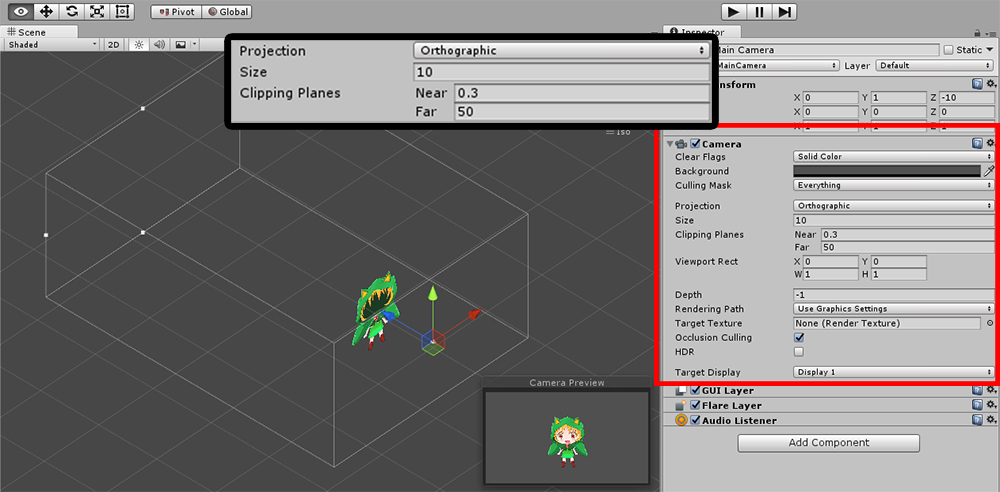 Pivot Global
Scene
Inspector
Shaded 2D
Main Camera Static
MainCamera Layer Default
Projection Orthographic
Size 10
Clipping Planes Near 0.3
Far 50
X 0 Y 1 Z -10
X 0 Y 0 Z 0
Iso
Camera
Clear Flags Solid Color
Background
Culling Mask Everything
Projection Orthographic
Size 10
Clipping Planes Near 0.3
Far 50
Viewport Rect X 0 Y 0
W 1 H 1
Depth -1
Rendering Path Use Graphics Settings
Target Texture None (Render Texture)
Occlusion Culling
HDR
Target Display Display 1
Camera Preview
GUI Layer
Flare Layer
Audio Listener
Add Component